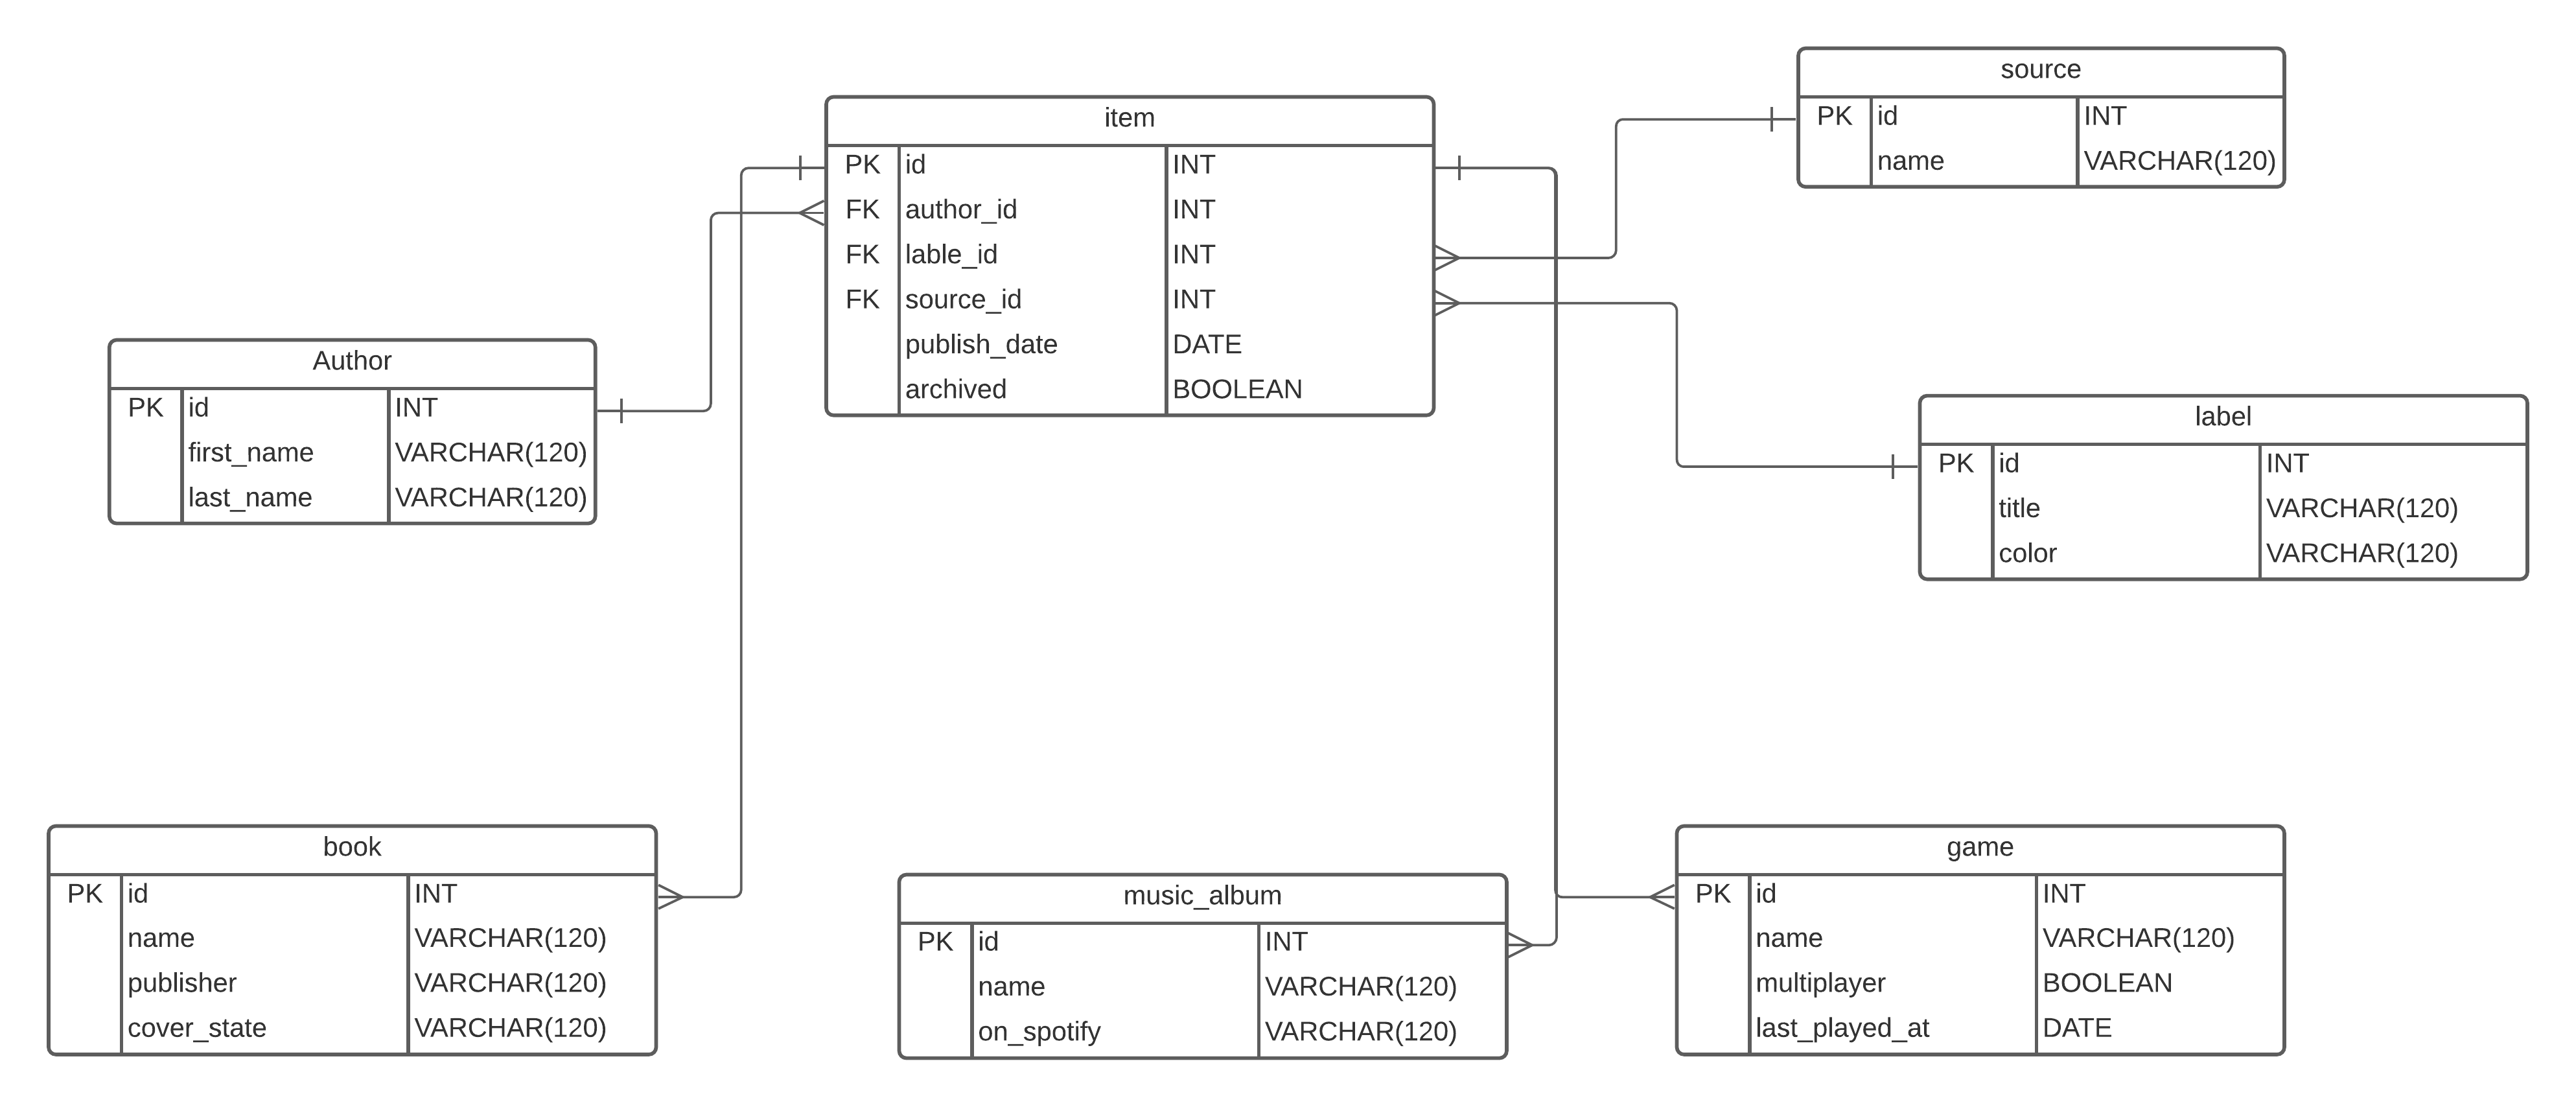 source
PK id INT
name VARCHAR(120)
item
PK id INT
FK author_id INT
FK lable_id INT
FK source_id INT
publish_date DATE
archived BOOLEAN
Author
PK id INT
first_name VARCHAR(120)
last_name VARCHAR(120)
label
PK id INT
title VARCHAR(120)
color VARCHAR(120)
book
PK id INT
name VARCHAR(120)
publisher VARCHAR(120)
cover_state VARCHAR(120)
music_album
PK id INT
name VARCHAR(120)
on_spotify VARCHAR(120)
game
PK id INT
name VARCHAR(120)
multiplayer BOOLEAN
last_played_at DATE